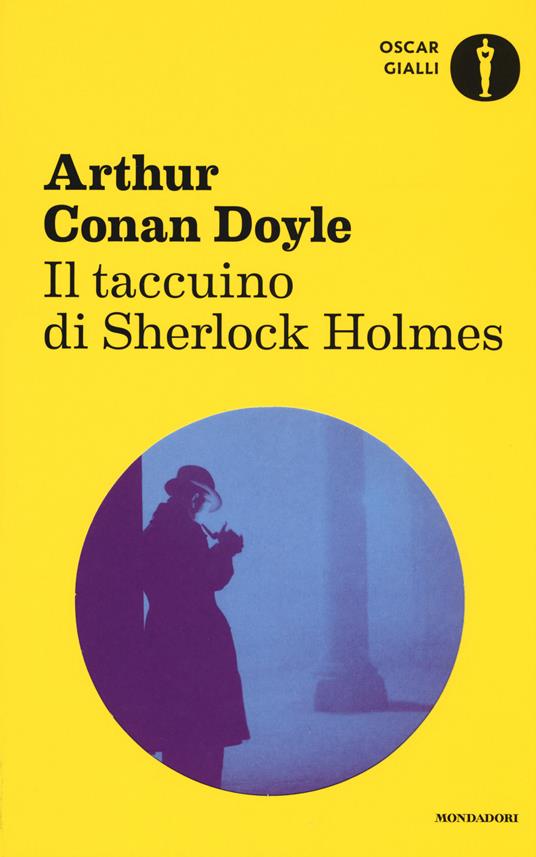 OSCAR
GIALLI
Arthur
Conan Doyle
Il taccuino
di Sherlock Holmes
MONDADORI